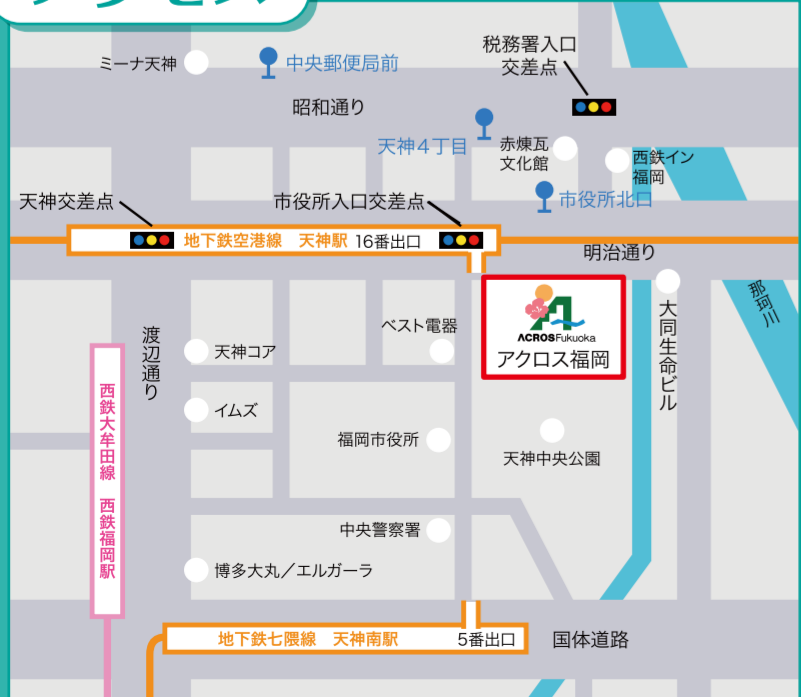 アクセス
ミーナ天神
中央郵便局前
税務署入口
交差点
昭和通り
天神4丁目
赤煉瓦
文化館
西鉄イン
福岡
天神交差点
市役所入口交差点
市役所北口
地下鉄空港線 天神駅 16番出口
明治通り
那珂川
渡辺通り
ベスト電器
ACROSFukuoka
アクロス福岡
大同生命ビル
天神コア
西鉄大牟田線 西鉄福岡駅
イムズ
福岡市役所
天神中央公園
中央警察署
博多大丸／エルガーラ
地下鉄七隈線 天神南駅 5番出口
国体道路